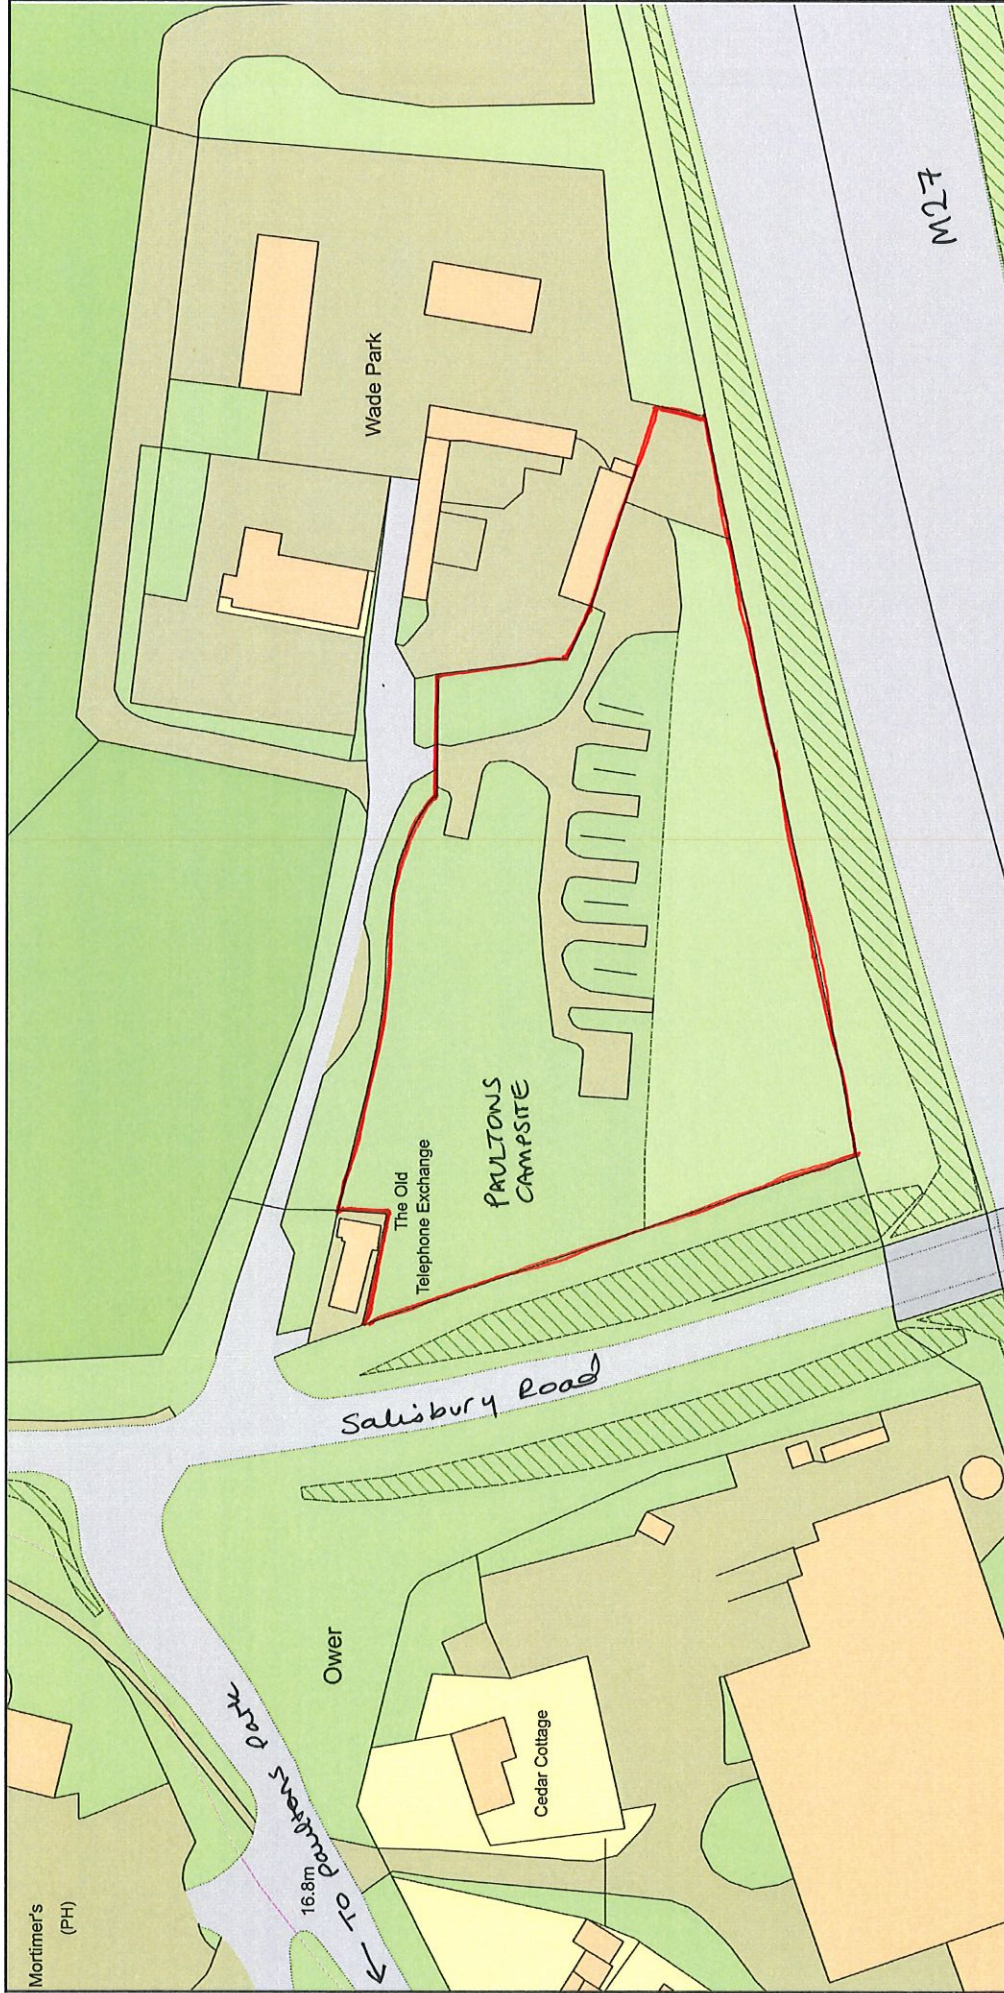 Mortimer's
(PH)
16.8m
← TO Paultons Park
Ower
Cedar Cottage
Salisbury Road
The Old
Telephone Exchange
PAULTONS
CAMPSITE
Wade Park
M27